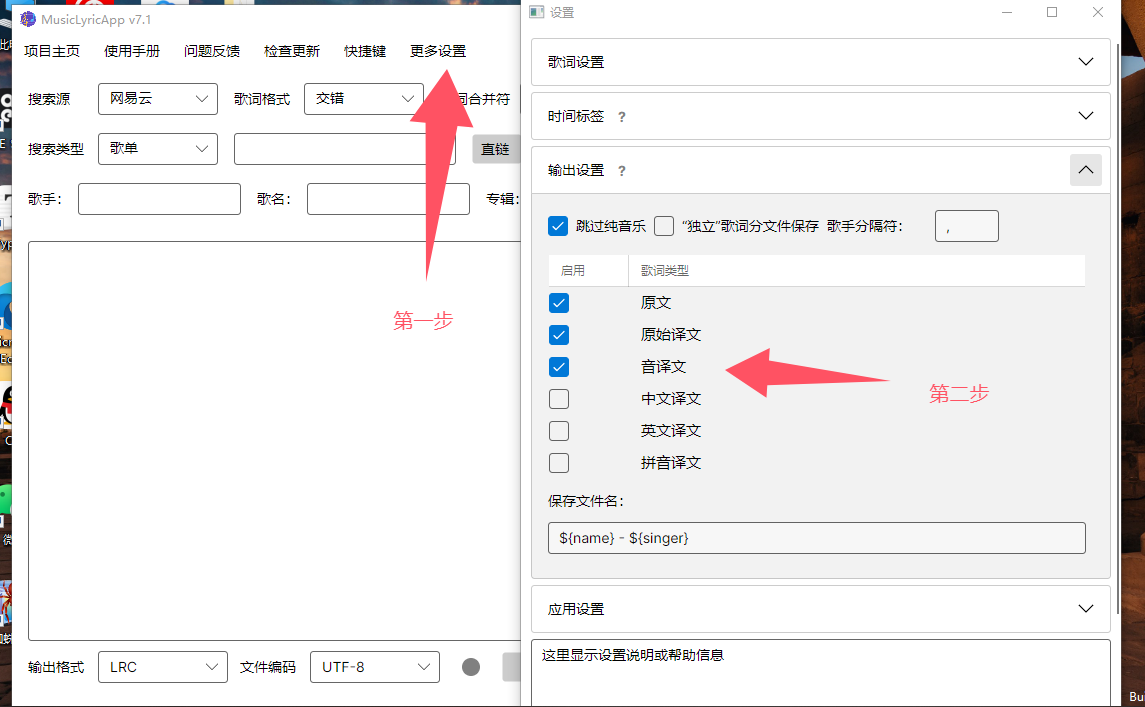 MusicLyricApp v7.1
项目主页 使用手册 问题反馈 检查更新 快捷键 更多设置
搜索源 网易云 歌词格式 交错 合并符
搜索类型 歌单 直链
歌手： 歌名： 专辑：
第一步
输出格式 LRC 文件编码 UTF-8
设置
歌词设置
时间标签 ?
输出设置 ?
跳过纯音乐 “独立”歌词分文件保存 歌手分隔符： ,
启用 歌词类型
原文
原始译文
音译文
中文译文
英文译文
拼音译文
第二步
保存文件名：
${name} - ${singer}
应用设置
这里显示设置说明或帮助信息
Bu